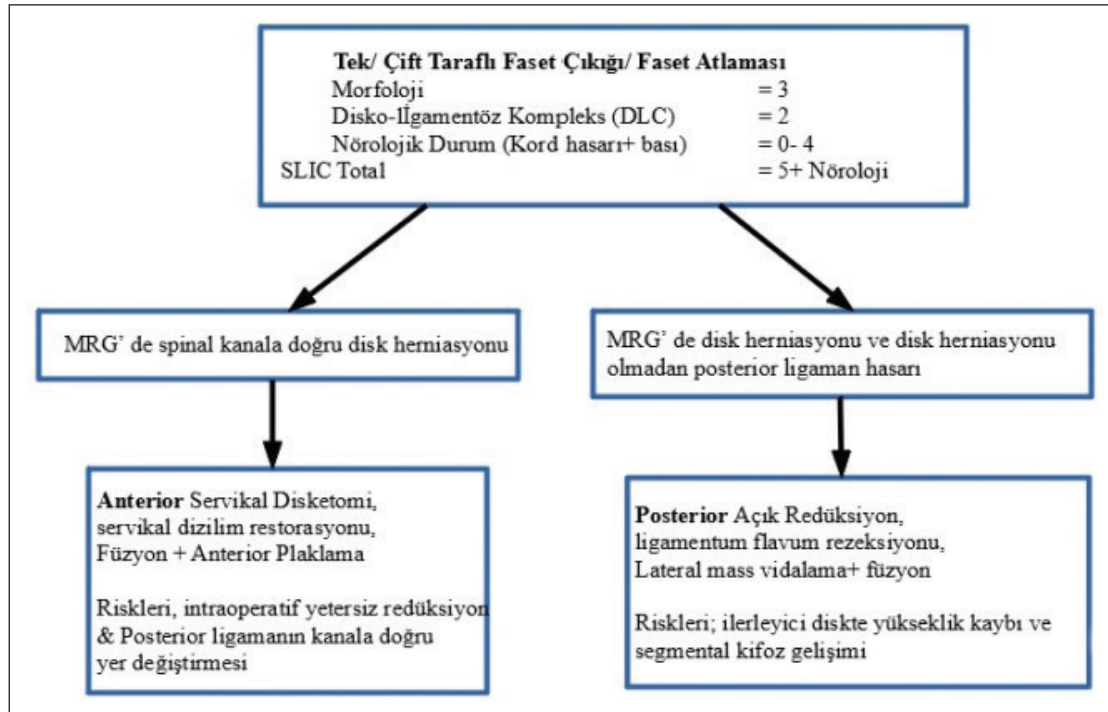 Tek/ Çift Taraflı Faset Çıkığı/ Faset Atlaması
Morfoloji = 3
Disko-1İgamentöz Kompleks (DLC) = 2
Nörolojik Durum (Kord hasarı+ bası) = 0- 4
SLIC Total = 5+ Nöroloji
MRG’ de spinal kanala doğru disk herniasyonu
MRG’ de disk herniasyonu ve disk herniasyonu
olmadan posterior ligaman hasarı
Anterior Servikal Disketomi,
servikal dizilim restorasyonu,
Füzyon + Anterior Plaklama
Riskleri, intraoperatif yetersiz redüksiyon
& Posterior ligamanın kanala doğru
yer değiştirmesi
Posterior Açık Redüksiyon,
ligamentum flavum rezeksiyonu,
Lateral mass vidalama+ füzyon
Riskleri; ilerleyici diskte yükseklik kaybı ve
segmental kifoz gelişimi